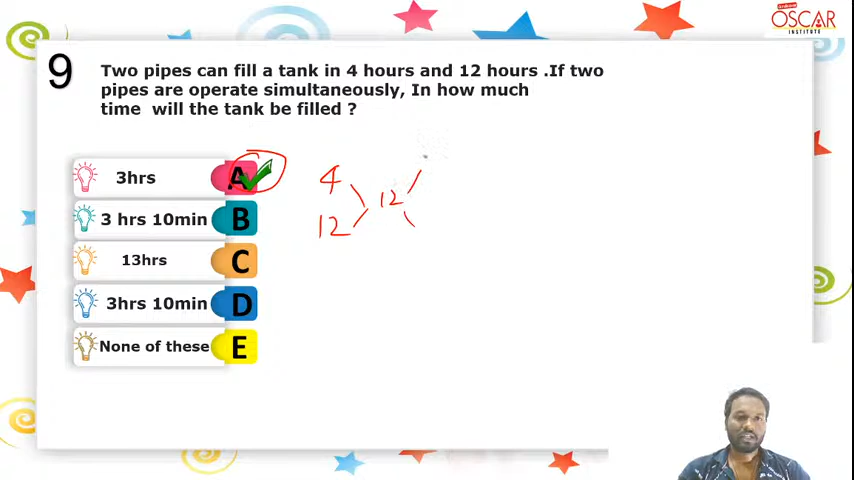 OSCAR
INSTITUTE
9
Two pipes can fill a tank in 4 hours and 12 hours .If two
pipes are operate simultaneously, In how much
time will the tank be filled ?
3hrs A
3 hrs 10min B
13hrs C
3hrs 10min D
None of these E
4
12
12